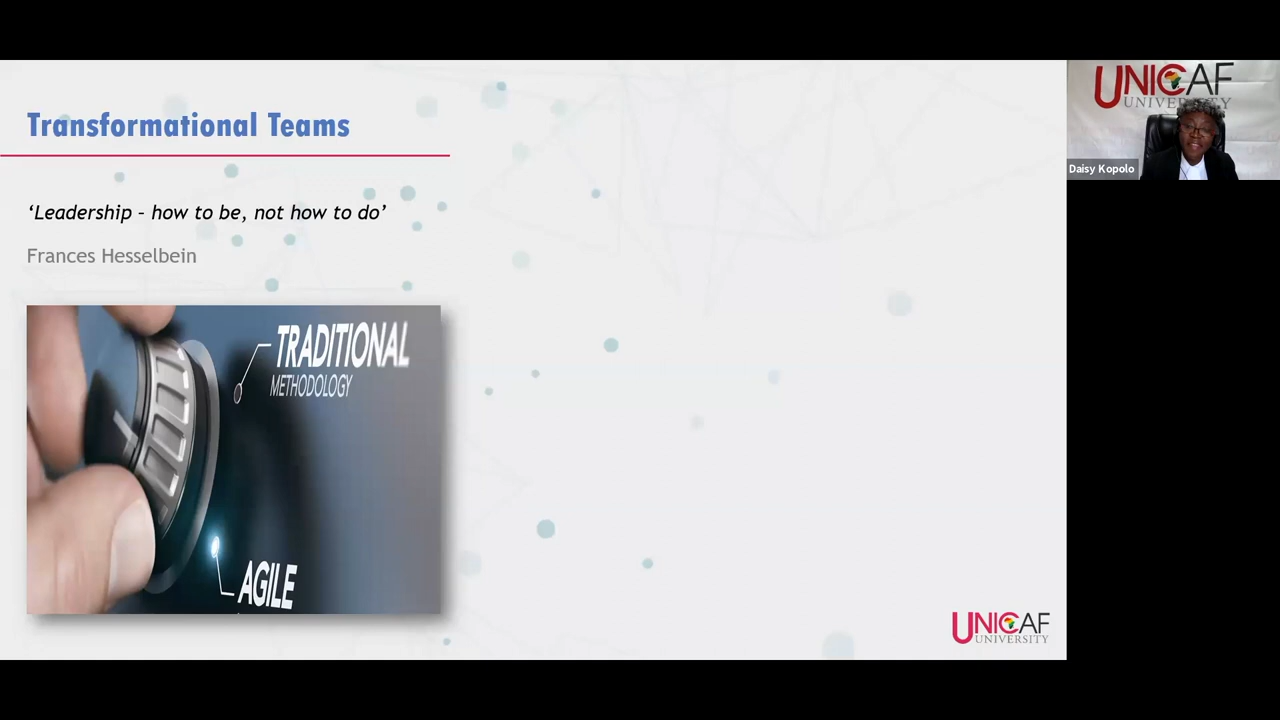 Transformational Teams
‘Leadership – how to be, not how to do’
Frances Hesselbein
TRADITIONAL
METHODOLOGY
AGILE
UNICAF
UNIVERSITY
Daisy Kopolo
UNICAF
UNIVERSITY